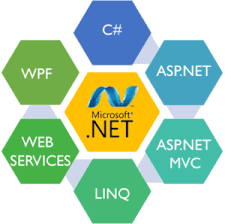 C#
WPF
ASP.NET
Microsoft®
.NET
WEB
SERVICES
ASP.NET
MVC
LINQ